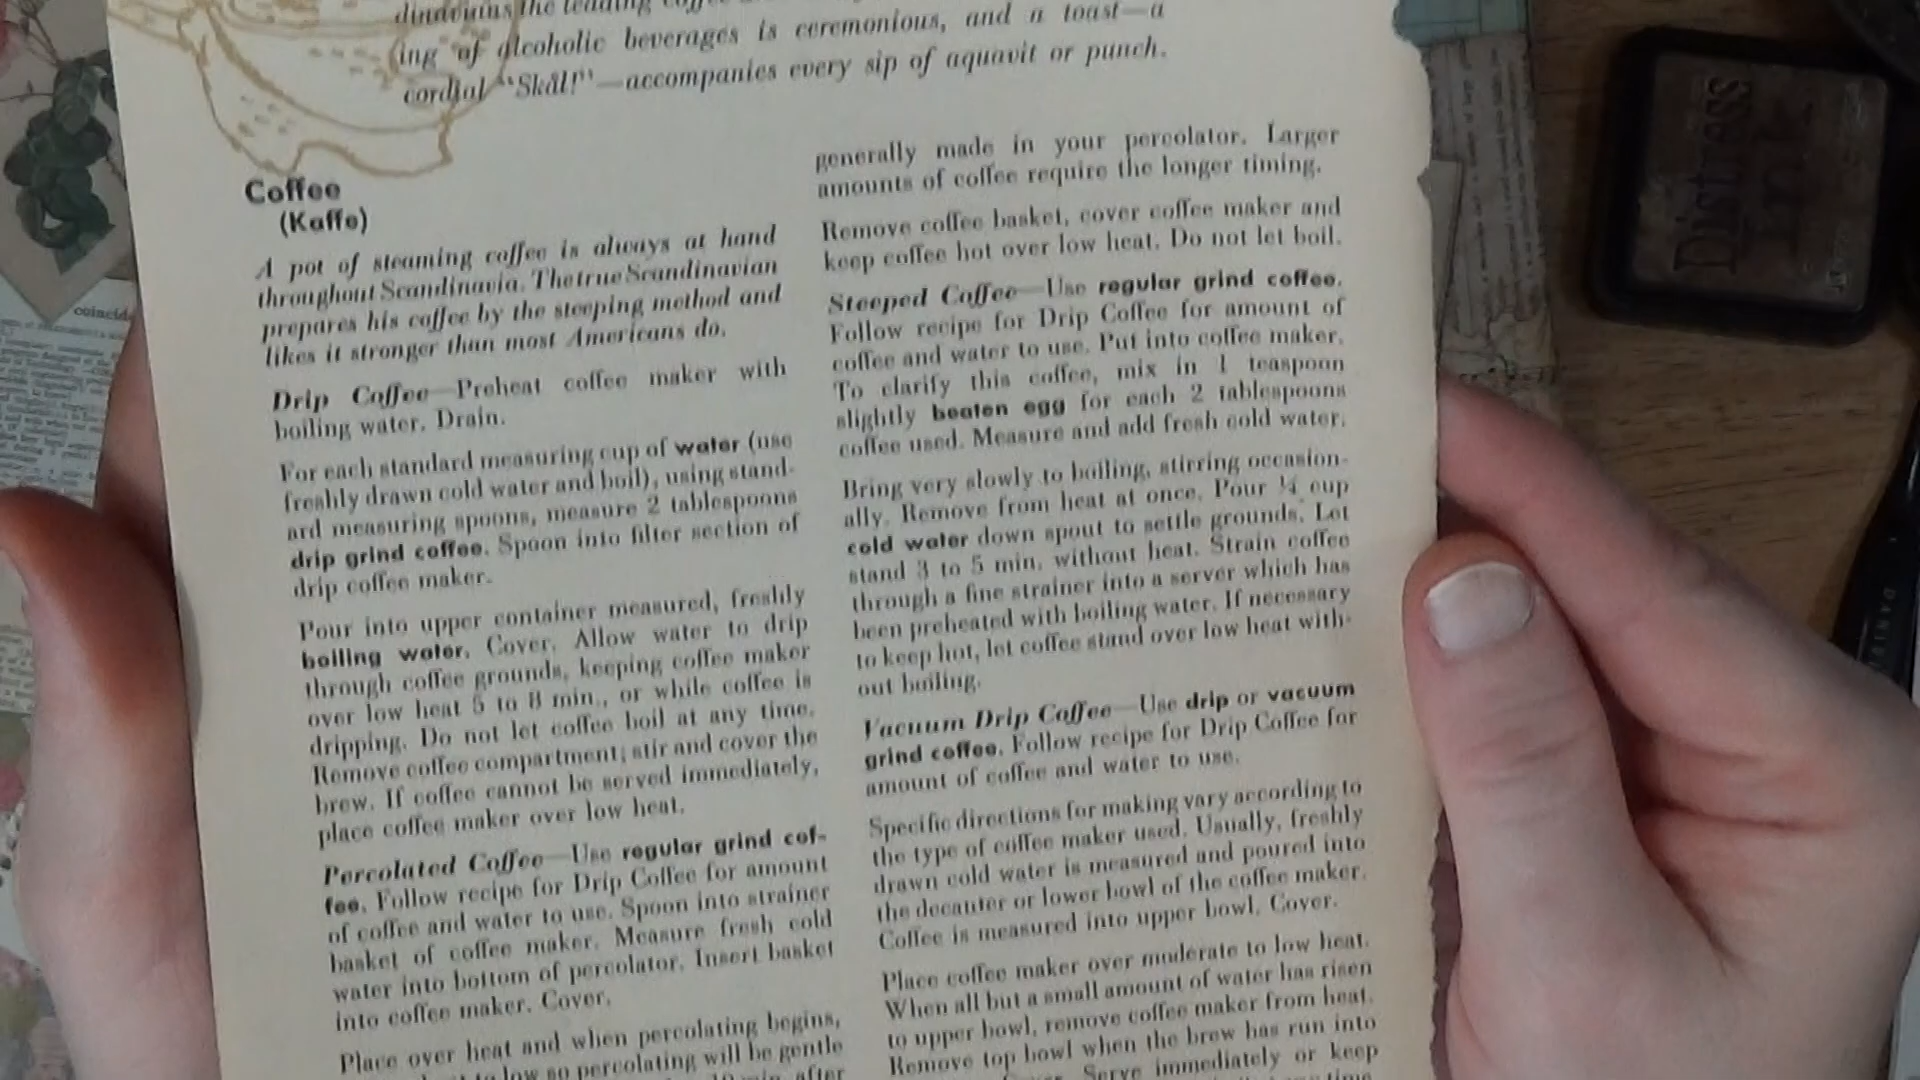 the leading
ing of alcoholic beverages is ceremonious, and a toast—a
cordial "Skål!"—accompanies every sip of aquavit or punch.
Coffee
(Kaffe)
A pot of steaming coffee is always at hand
throughout Scandinavia. The true Scandinavian
prepares his coffee by the steeping method and
likes it stronger than most Americans do.
Drip Coffee—Preheat coffee maker with
boiling water. Drain.
For each standard measuring cup of water (use
freshly drawn cold water and boil), using stand-
ard measuring spoons, measure 2 tablespoons
drip grind coffee. Spoon into filter section of
drip coffee maker.
Pour into upper container measured, freshly
boiling water. Cover. Allow water to drip
through coffee grounds, keeping coffee maker
over low heat 5 to 8 min., or while coffee is
dripping. Do not let coffee boil at any time.
Remove coffee compartment; stir and cover the
brew. If coffee cannot be served immediately,
place coffee maker over low heat.
Percolated Coffee—Use regular grind cof-
fee. Follow recipe for Drip Coffee for amount
of coffee and water to use. Spoon into strainer
basket of coffee maker. Measure fresh cold
water into bottom of percolator. Insert basket
into coffee maker. Cover.
Place over heat and when percolating begins,
to low so percolating will be gentle
min. after
generally made in your percolator. Larger
amounts of coffee require the longer timing.
Remove coffee basket, cover coffee maker and
keep coffee hot over low heat. Do not let boil.
Steeped Coffee—Use regular grind coffee.
Follow recipe for Drip Coffee for amount of
coffee and water to use. Put into coffee maker.
To clarify this coffee, mix in 1 teaspoon
slightly beaten egg for each 2 tablespoons
coffee used. Measure and add fresh cold water.
Bring very slowly to boiling, stirring occasion-
ally. Remove from heat at once. Pour ¼ cup
cold water down spout to settle grounds. Let
stand 3 to 5 min. without heat. Strain coffee
through a fine strainer into a server which has
been preheated with boiling water. If necessary
to keep hot, let coffee stand over low heat with-
out boiling.
Vacuum Drip Coffee—Use drip or vacuum
grind coffee. Follow recipe for Drip Coffee for
amount of coffee and water to use.
Specific directions for making vary according to
the type of coffee maker used. Usually, freshly
drawn cold water is measured and poured into
the decanter or lower bowl of the coffee maker.
Coffee is measured into upper bowl. Cover.
Place coffee maker over moderate to low heat.
When all but a small amount of water has risen
to upper bowl, remove coffee maker from heat.
Remove top bowl when the brew has run into
Serve immediately or keep
time
Distress
Ink
coincid